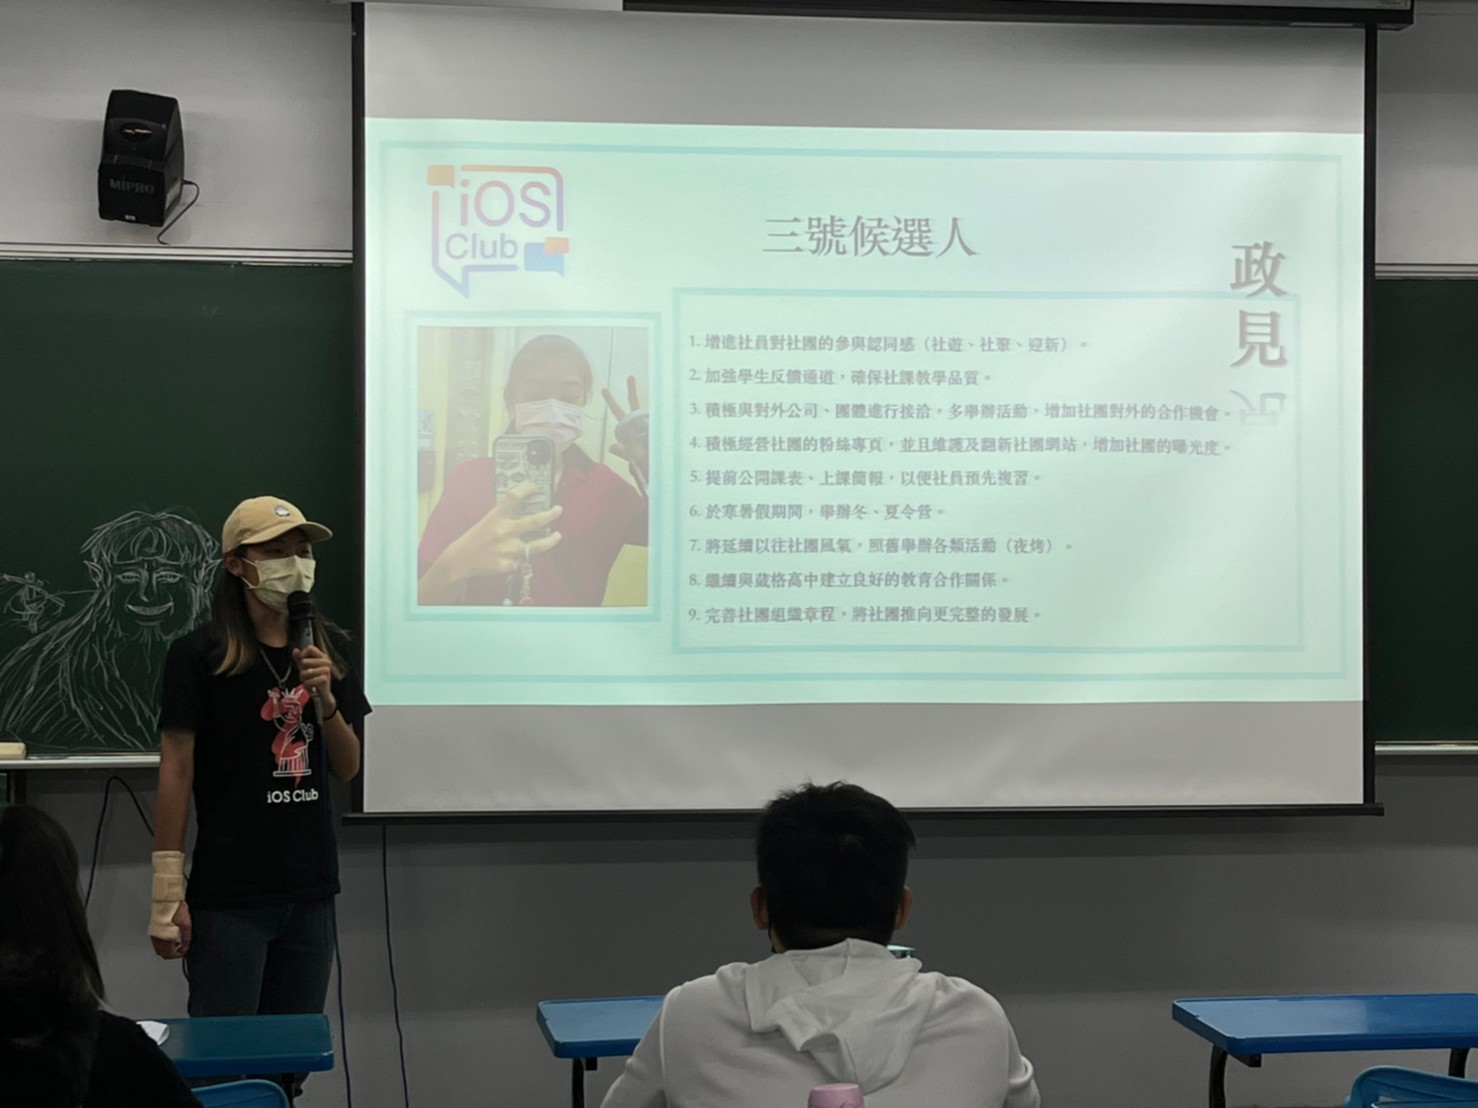 MIPRO
iOS
Club
三號候選人
政見
1. 增進社員對社團的參與認同感（社遊、社聚、迎新）。
2. 加強學生反饋通道，確保社課教學品質。
3. 積極與對外公司、團體進行接洽，多舉辦活動，增加社團對外的合作機會。
4. 積極經營社團的粉絲專頁，並且維護及翻新社團網站，增加社團的曝光度。
5. 提前公開課表、上課簡報，以便社員預先複習。
6. 於寒暑假期間，舉辦冬、夏令營。
7. 將延續以往社團風氣，照舊舉辦各類活動（夜烤）。
8. 繼續與葳格高中建立良好的教育合作關係。
9. 完善社團組織章程，將社團推向更完整的發展。
iOS Club